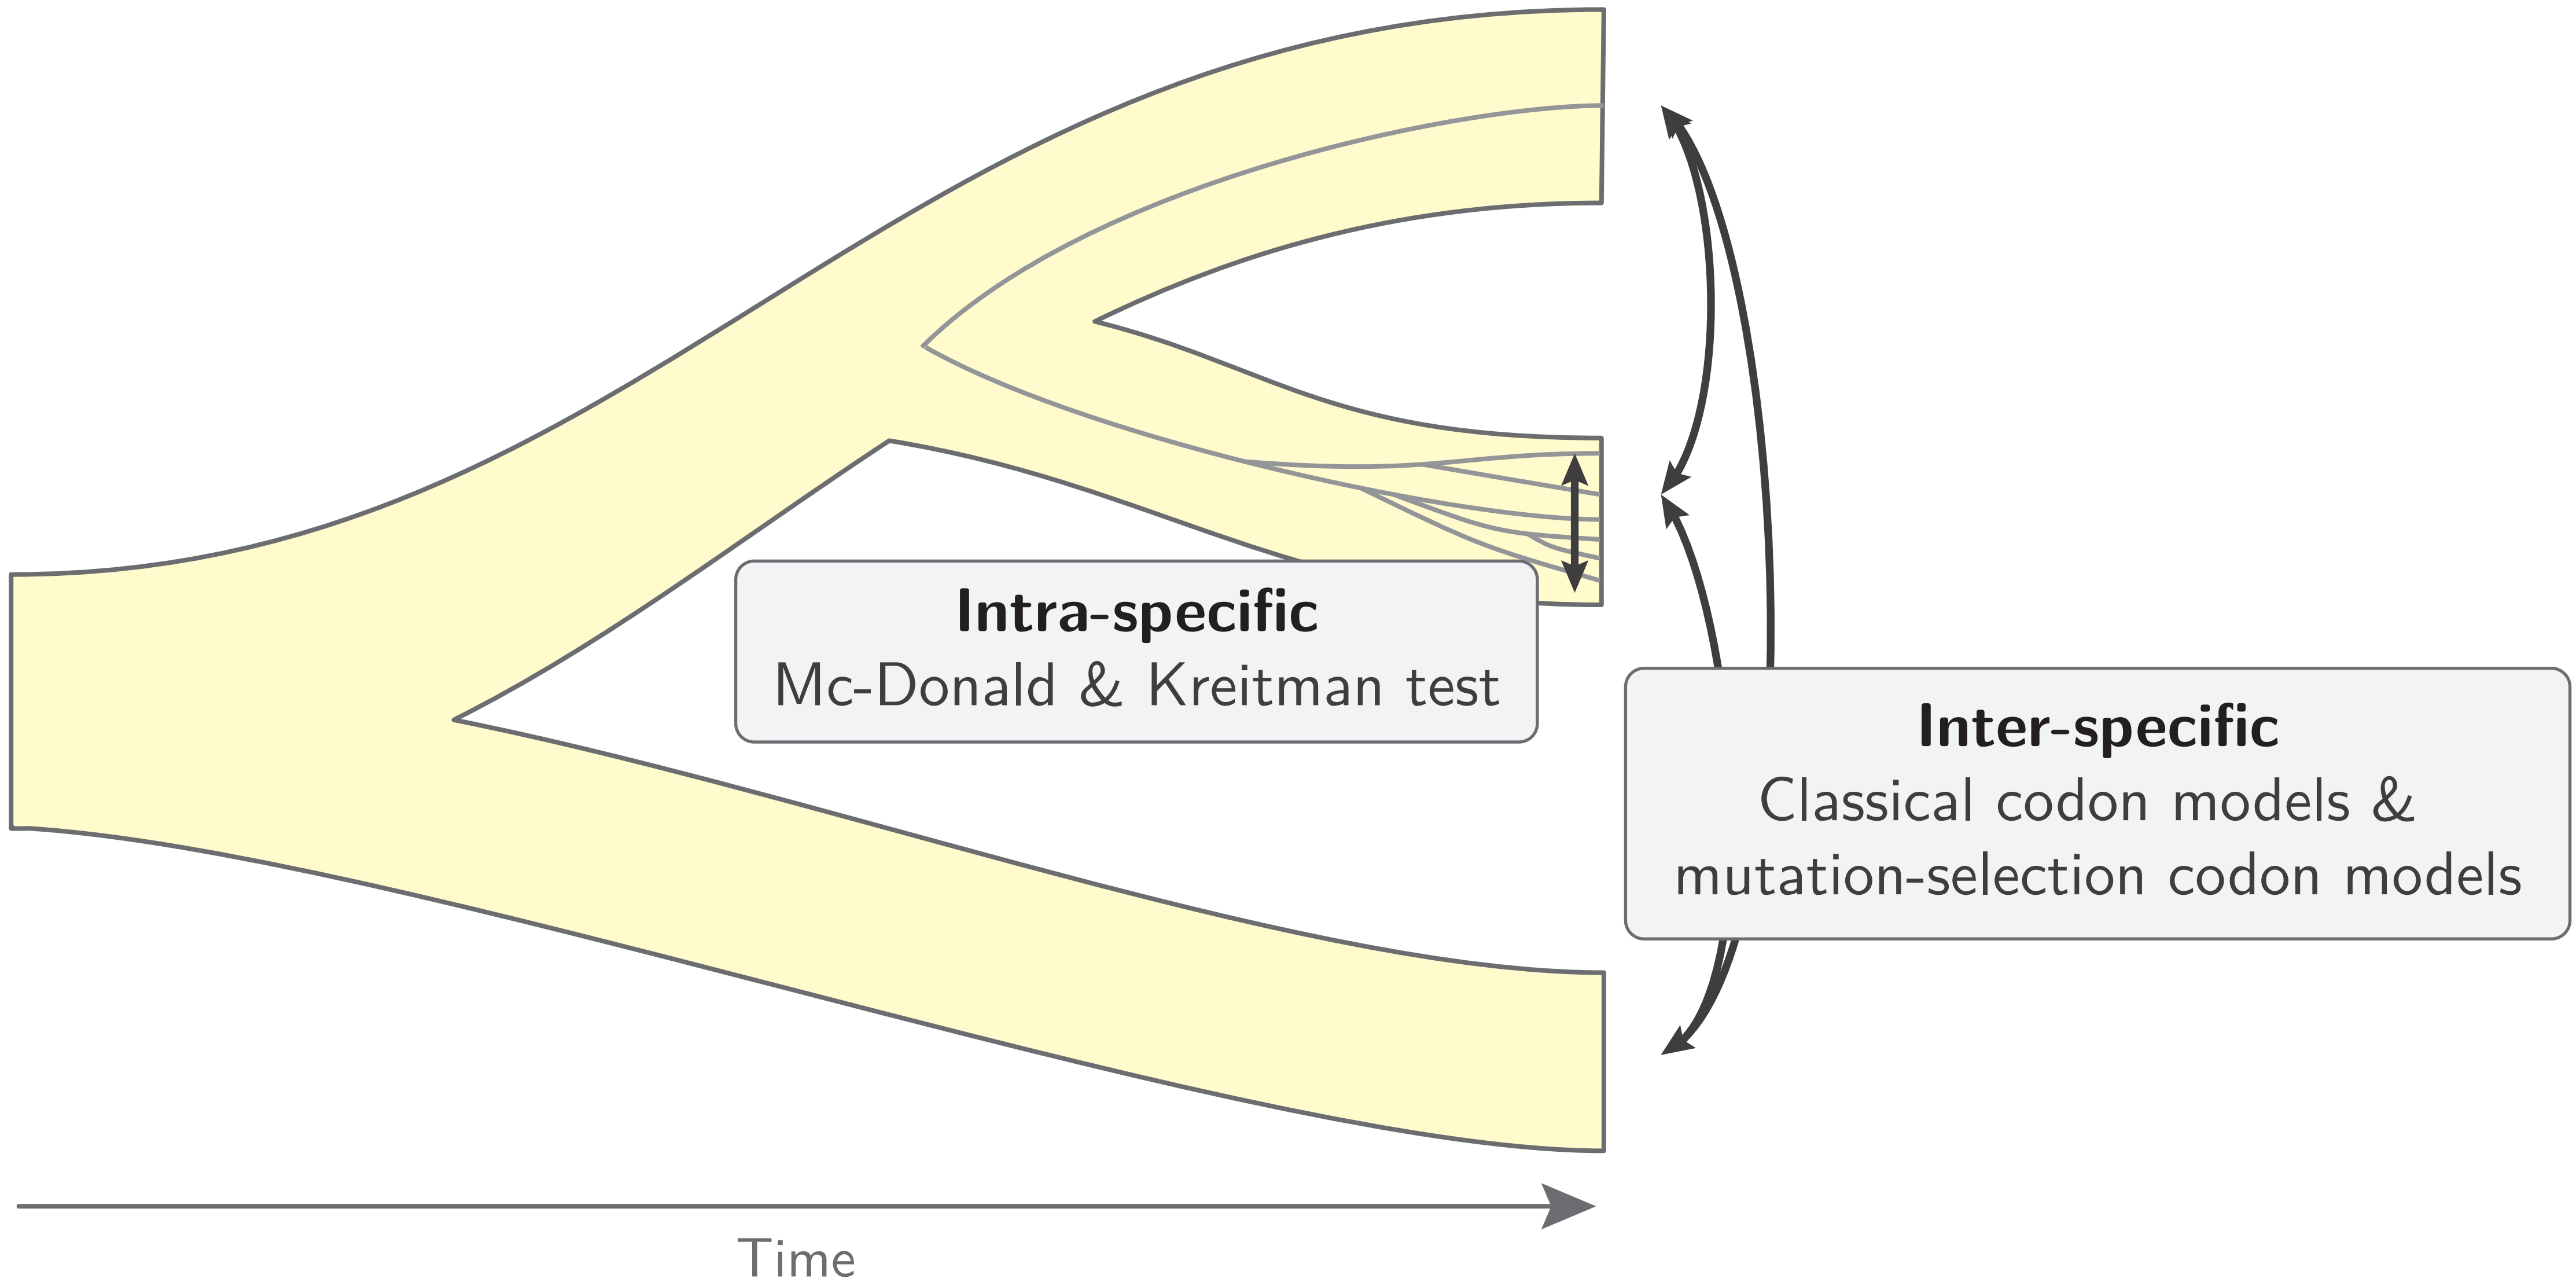 Intra-specific
Mc-Donald & Kreitman test
Inter-specific
Classical codon models &
mutation-selection codon models
Time